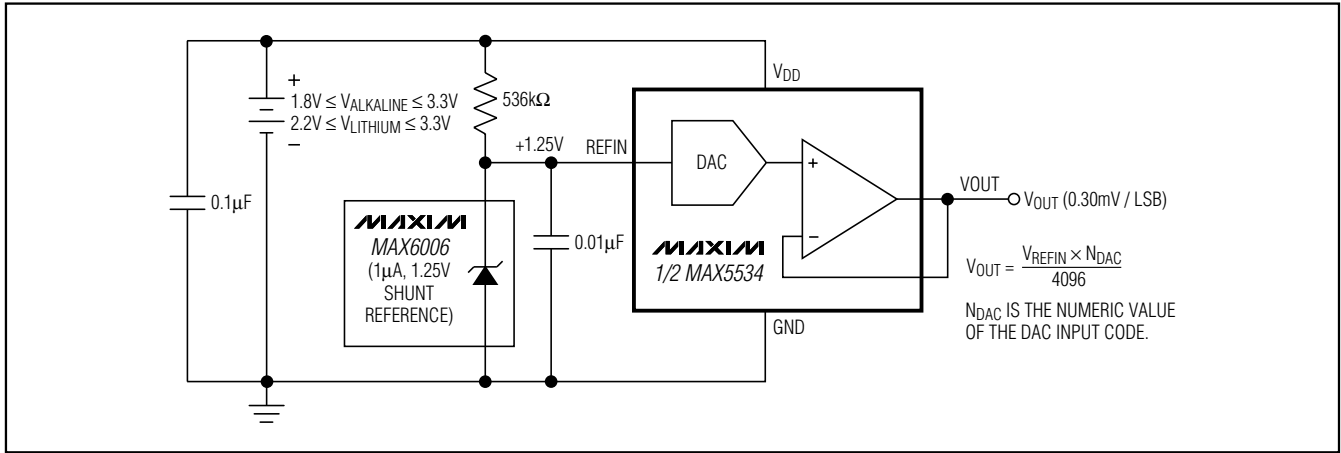 +
1.8V ≤ VALKALINE ≤ 3.3V
2.2V ≤ VLITHIUM ≤ 3.3V
−
0.1µF
536kΩ
+1.25V
REFIN
VDD
DAC
+
−
MAXIM
MAX6006
(1µA, 1.25V
SHUNT
REFERENCE)
0.01µF
MAXIM
1/2 MAX5534
GND
VOUT
VOUT (0.30mV / LSB)
VOUT = VREFIN × NDAC
4096
NDAC IS THE NUMERIC VALUE
OF THE DAC INPUT CODE.